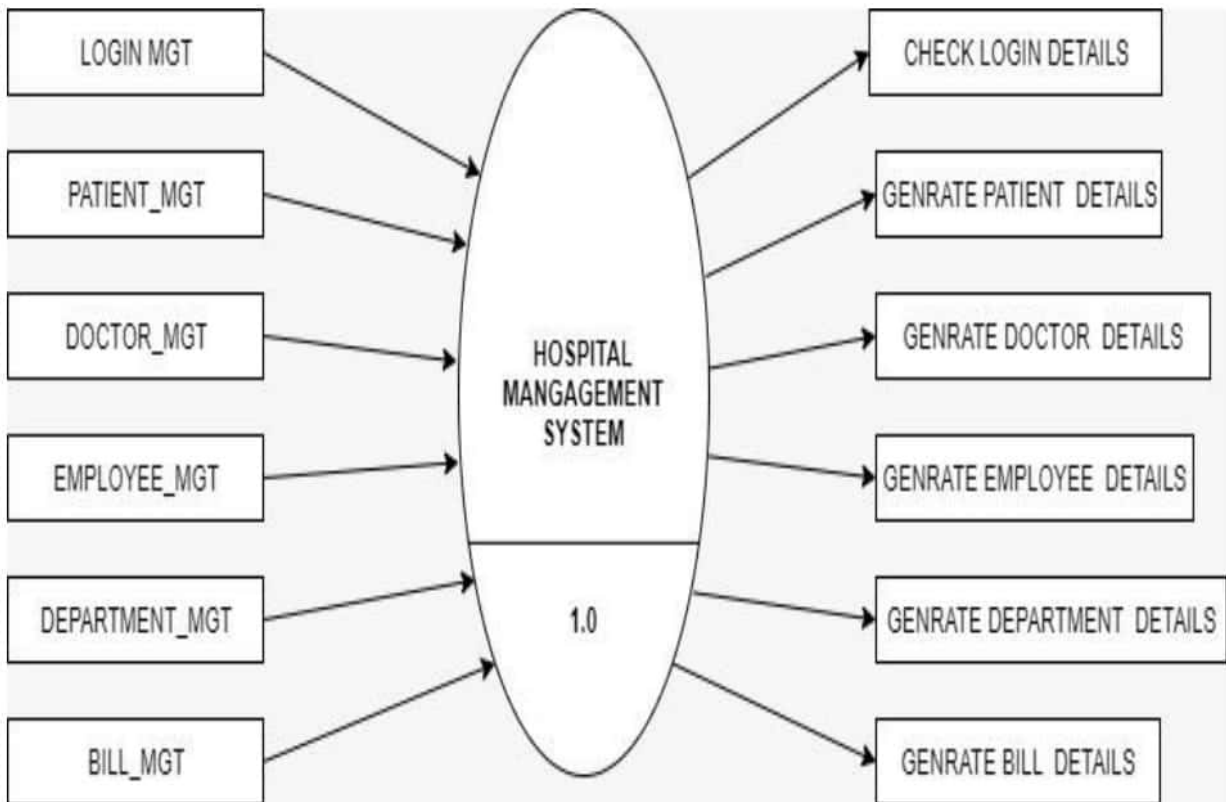 LOGIN MGT
PATIENT_MGT
DOCTOR_MGT
EMPLOYEE_MGT
DEPARTMENT_MGT
BILL_MGT
HOSPITAL
MANGAGEMENT
SYSTEM
1.0
CHECK LOGIN DETAILS
GENRATE PATIENT DETAILS
GENRATE DOCTOR DETAILS
GENRATE EMPLOYEE DETAILS
GENRATE DEPARTMENT DETAILS
GENRATE BILL DETAILS